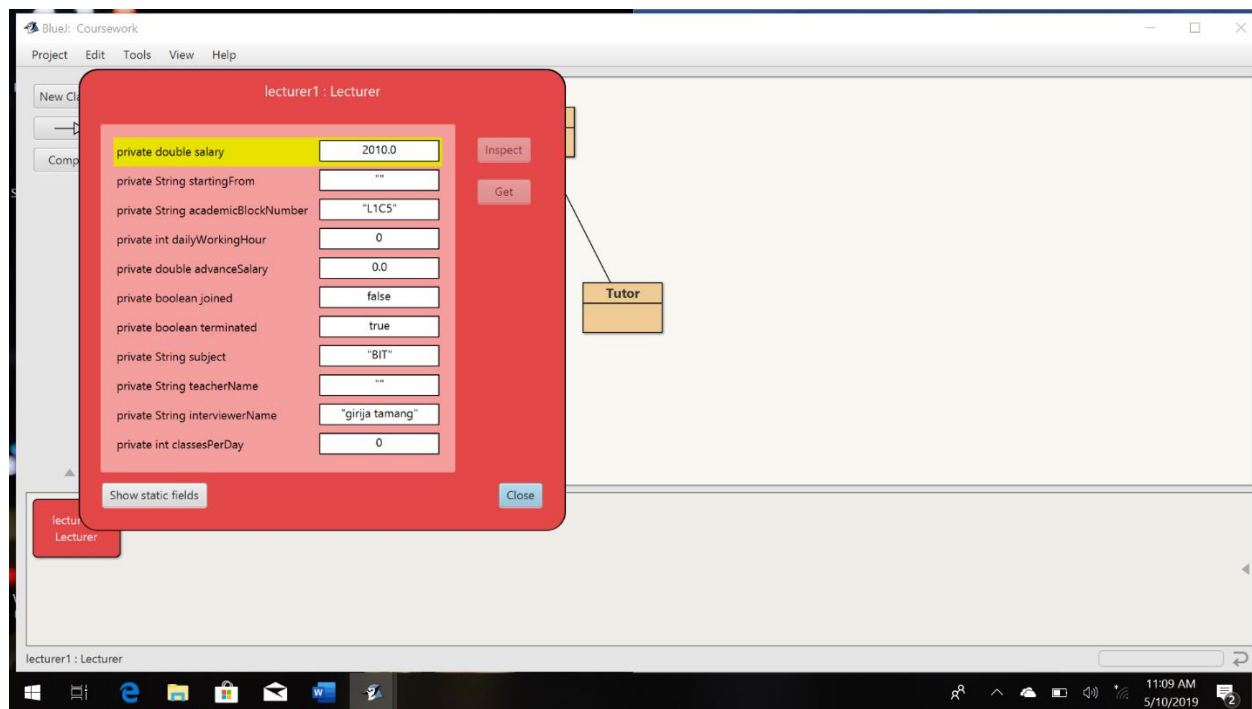 BlueJ: Coursework
Project Edit Tools View Help
New Cl
Comp
lecturer1 : Lecturer
private double salary 2010.0
private String startingFrom ""
private String academicBlockNumber "L1C5"
private int dailyWorkingHour 0
private double advanceSalary 0.0
private boolean joined false
private boolean terminated true
private String subject "BIT"
private String teacherName ""
private String interviewerName "girija tamang"
private int classesPerDay 0
Inspect
Get
Show static fields
Close
Tutor
lectur
Lecturer
lecturer1 : Lecturer
11:09 AM
5/10/2019
2